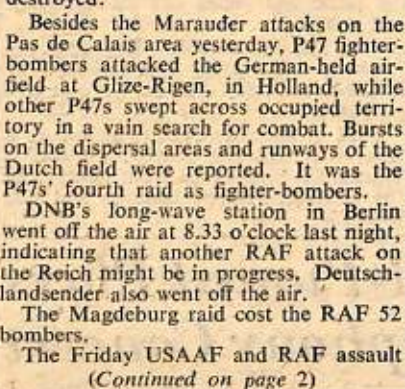 destroyed.
Besides the Marauder attacks on the
Pas de Calais area yesterday, P47 fighter-
bombers attacked the German-held air-
field at Glize-Rigen, in Holland, while
other P47s swept across occupied terri-
tory in a vain search for combat. Bursts
on the dispersal areas and runways of the
Dutch field were reported. It was the
P47s' fourth raid as fighter-bombers.
DNB's long-wave station in Berlin
went off the air at 8.33 o'clock last night,
indicating that another RAF attack on
the Reich might be in progress. Deutsch-
landsender also went off the air.
The Magdeburg raid cost the RAF 52
bombers.
The Friday USAAF and RAF assault
(Continued on page 2)